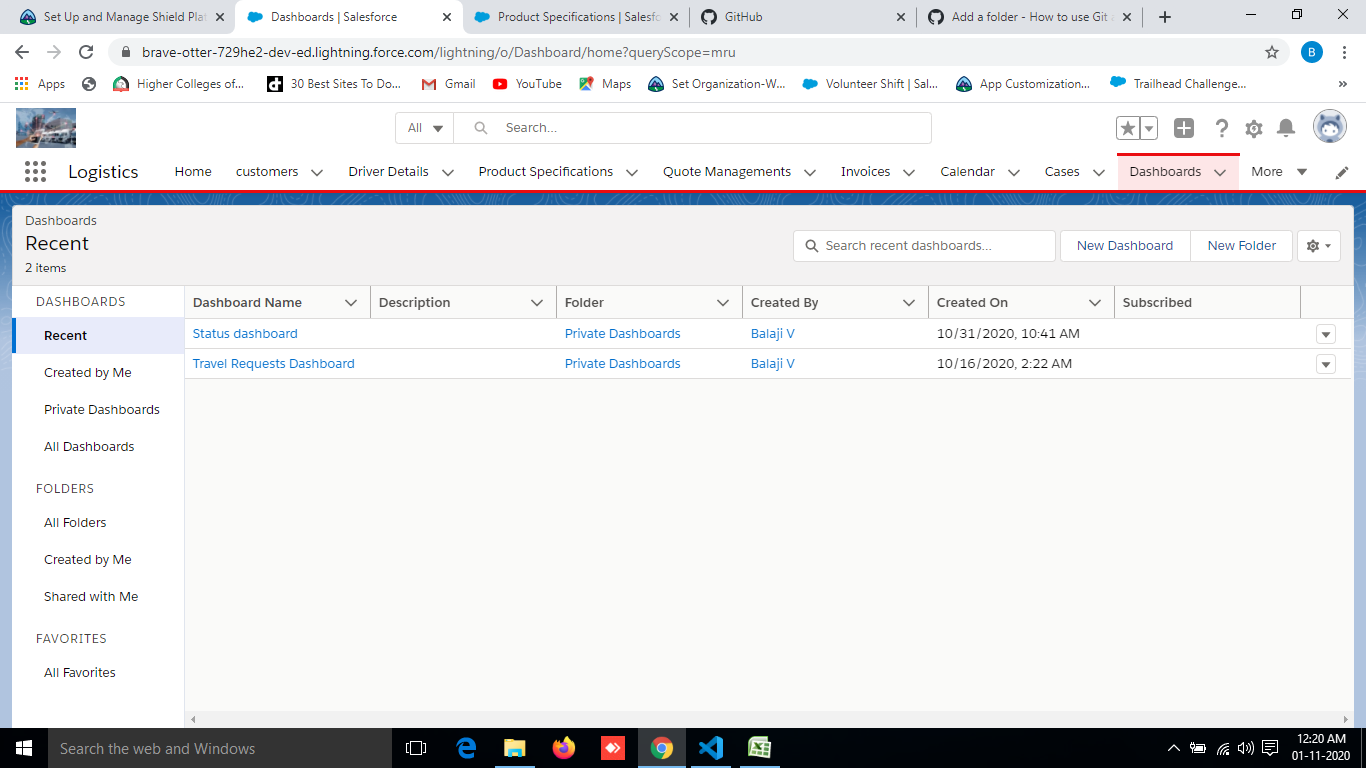 Set Up and Manage Shield Plat
Dashboards | Salesforce
Product Specifications | Salesfo
GitHub
Add a folder - How to use Git a
brave-otter-729he2-dev-ed.lightning.force.com/lightning/o/Dashboard/home?queryScope=mru
B
Apps
Higher Colleges of...
30 Best Sites To Do...
Gmail
YouTube
Maps
Set Organization-W...
Volunteer Shift | Sal...
App Customization...
Trailhead Challenge...
All
Search...
Logistics
Home
customers
Driver Details
Product Specifications
Quote Managements
Invoices
Calendar
Cases
Dashboards
More
Dashboards
Recent
2 items
Search recent dashboards...
New Dashboard
New Folder
DASHBOARDS
Recent
Created by Me
Private Dashboards
All Dashboards
FOLDERS
All Folders
Created by Me
Shared with Me
FAVORITES
All Favorites
Dashboard Name Description Folder Created By Created On Subscribed
Status dashboard Private Dashboards Balaji V 10/31/2020, 10:41 AM
Travel Requests Dashboard Private Dashboards Balaji V 10/16/2020, 2:22 AM
Search the web and Windows
12:20 AM
01-11-2020